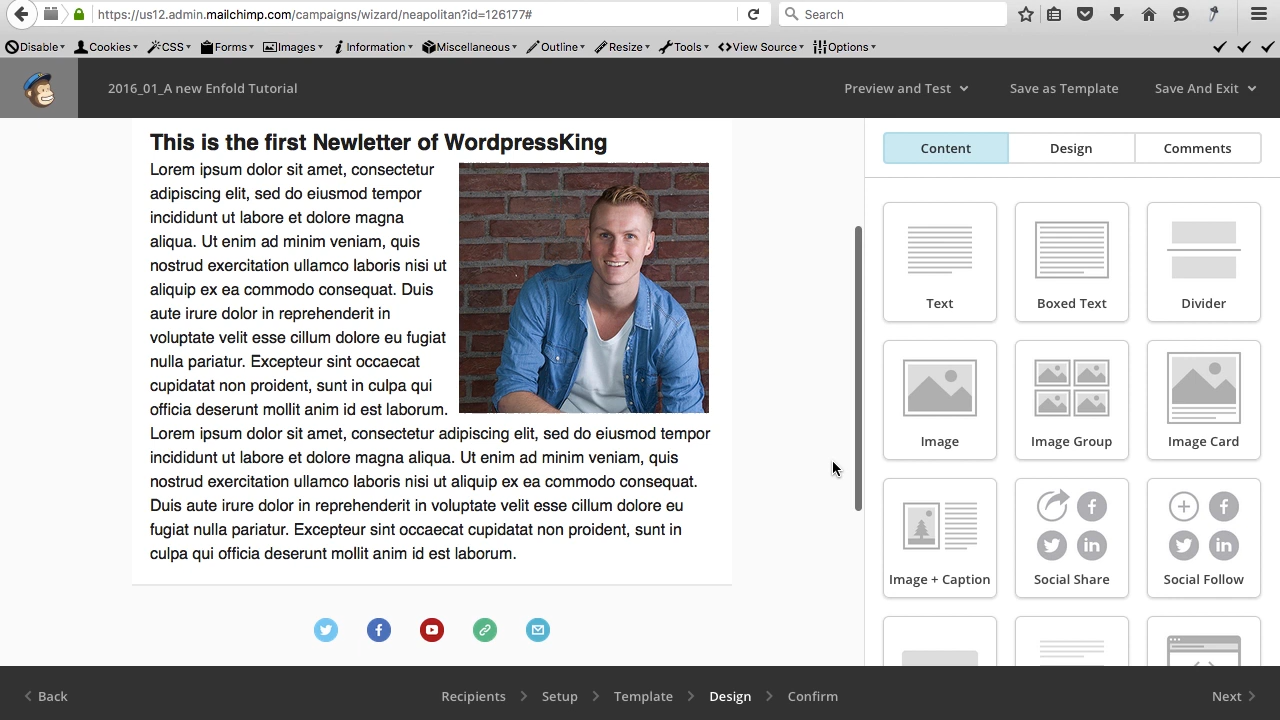 https://us12.admin.mailchimp.com/campaigns/wizard/neapolitan?id=126177#
Search
Disable
Cookies
CSS
Forms
Images
Information
Miscellaneous
Outline
Resize
Tools
View Source
Options
2016_01_A new Enfold Tutorial
Preview and Test
Save as Template
Save And Exit
This is the first Newletter of WordpressKing
Lorem ipsum dolor sit amet, consectetur
adipiscing elit, sed do eiusmod tempor
incididunt ut labore et dolore magna
aliqua. Ut enim ad minim veniam, quis
nostrud exercitation ullamco laboris nisi ut
aliquip ex ea commodo consequat. Duis
aute irure dolor in reprehenderit in
voluptate velit esse cillum dolore eu fugiat
nulla pariatur. Excepteur sint occaecat
cupidatat non proident, sunt in culpa qui
officia deserunt mollit anim id est laborum.
Lorem ipsum dolor sit amet, consectetur adipiscing elit, sed do eiusmod tempor
incididunt ut labore et dolore magna aliqua. Ut enim ad minim veniam, quis
nostrud exercitation ullamco laboris nisi ut aliquip ex ea commodo consequat.
Duis aute irure dolor in reprehenderit in voluptate velit esse cillum dolore eu
fugiat nulla pariatur. Excepteur sint occaecat cupidatat non proident, sunt in
culpa qui officia deserunt mollit anim id est laborum.
Content
Design
Comments
Text
Boxed Text
Divider
Image
Image Group
Image Card
Image + Caption
Social Share
Social Follow
Back
Recipients
Setup
Template
Design
Confirm
Next